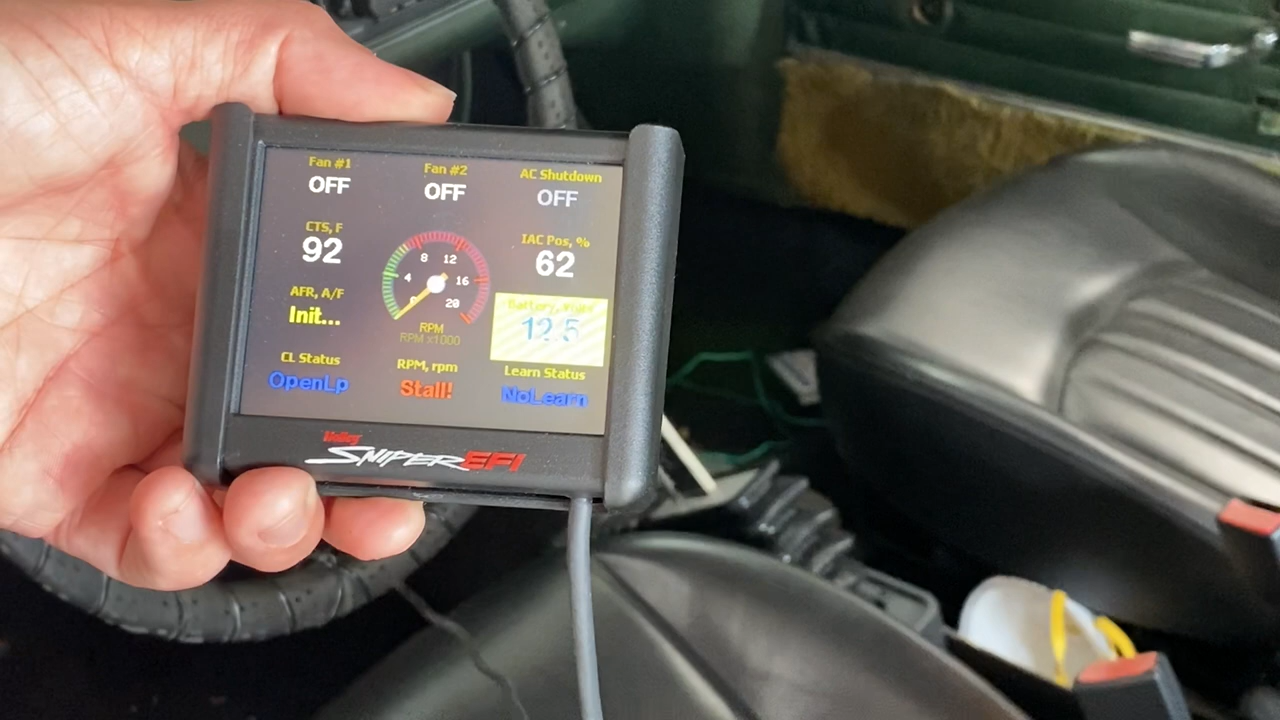 Fan #1
OFF
Fan #2
OFF
AC Shutdown
OFF
CTS, F
92
IAC Pos, %
62
AFR, A/F
Init...
4
8
12
16
20
RPM
RPM x1000
Battery, Volts
12.5
CL Status
OpenLp
RPM, rpm
Stall!
Learn Status
NoLearn
Holley
SNIPER EFI